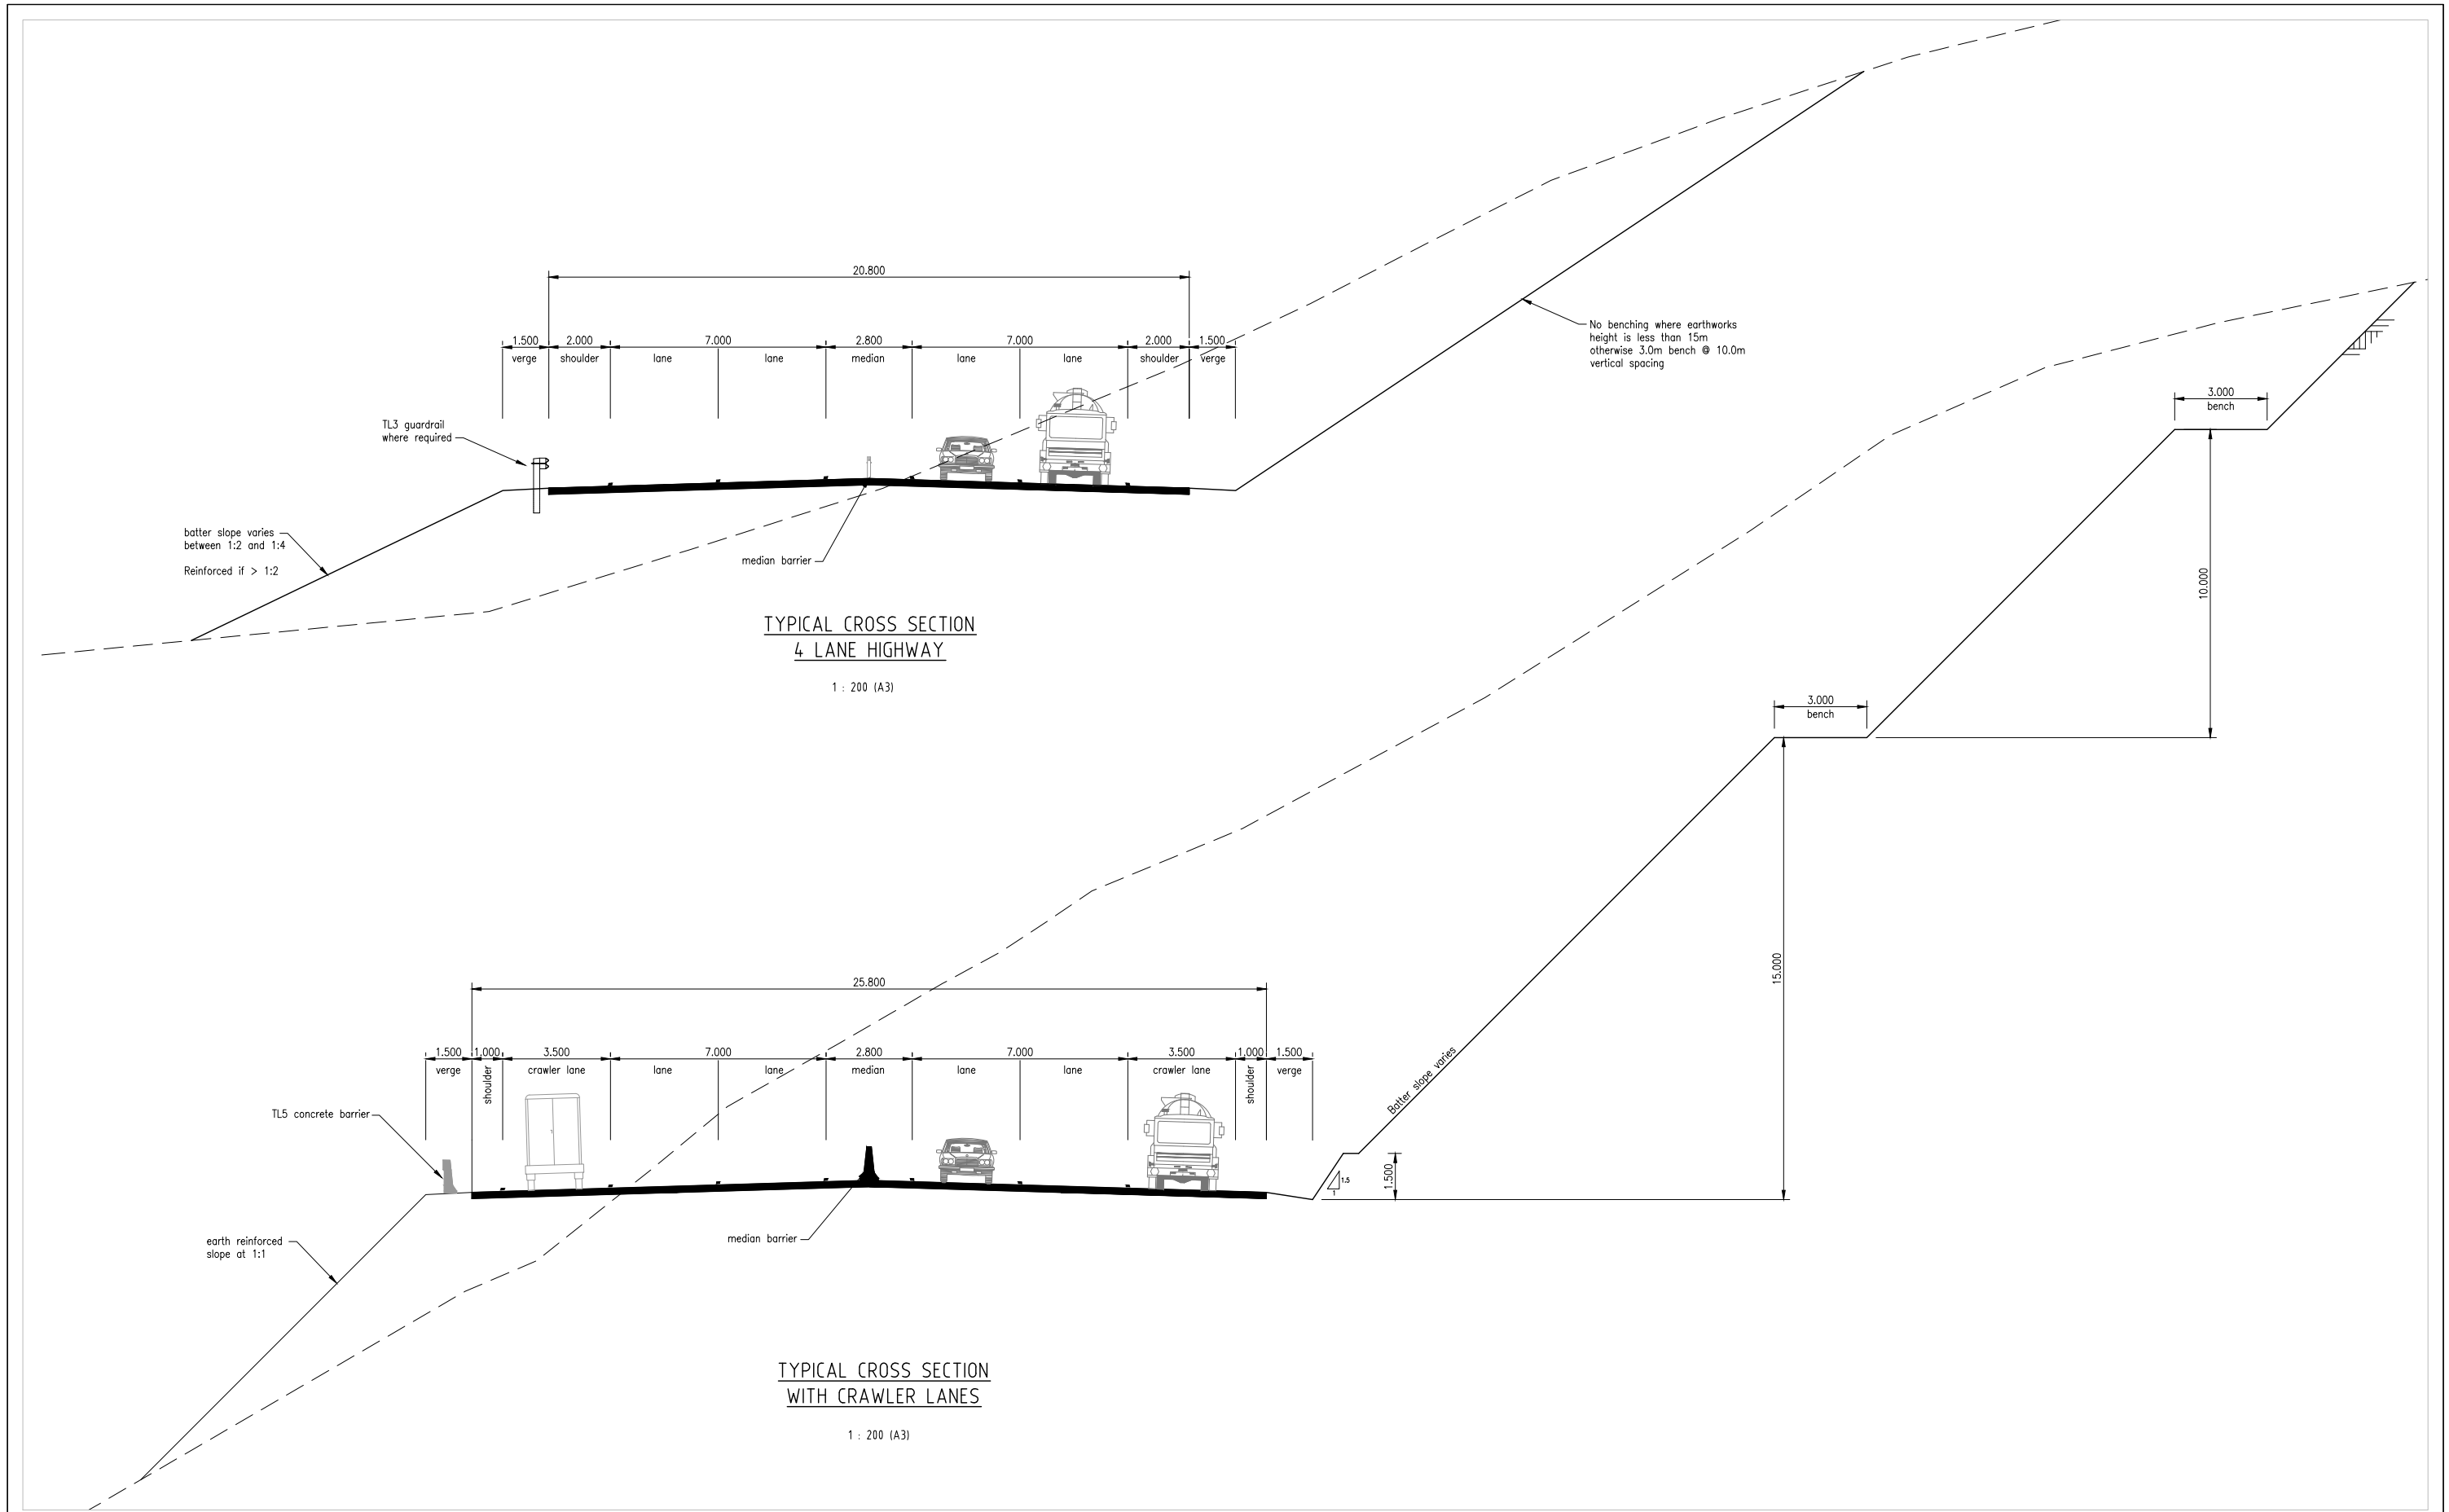 20.800
1.500 2.000 7.000 2.800 7.000 2.000 1.500
verge shoulder lane lane median lane lane shoulder verge
No benching where earthworks
height is less than 15m
otherwise 3.0m bench @ 10.0m
vertical spacing
3.000
bench
TL3 guardrail
where required
batter slope varies
between 1:2 and 1:4
Reinforced if > 1:2
median barrier
10.000
TYPICAL CROSS SECTION
4 LANE HIGHWAY
1 : 200 (A3)
3.000
bench
15.000
25.800
1.500 1.000 3.500 7.000 2.800 7.000 3.500 1.000 1.500
verge shoulder crawler lane lane lane median lane lane crawler lane shoulder verge
Batter slope varies
TL5 concrete barrier
1.5
1
1.500
earth reinforced
slope at 1:1
median barrier
TYPICAL CROSS SECTION
WITH CRAWLER LANES
1 : 200 (A3)